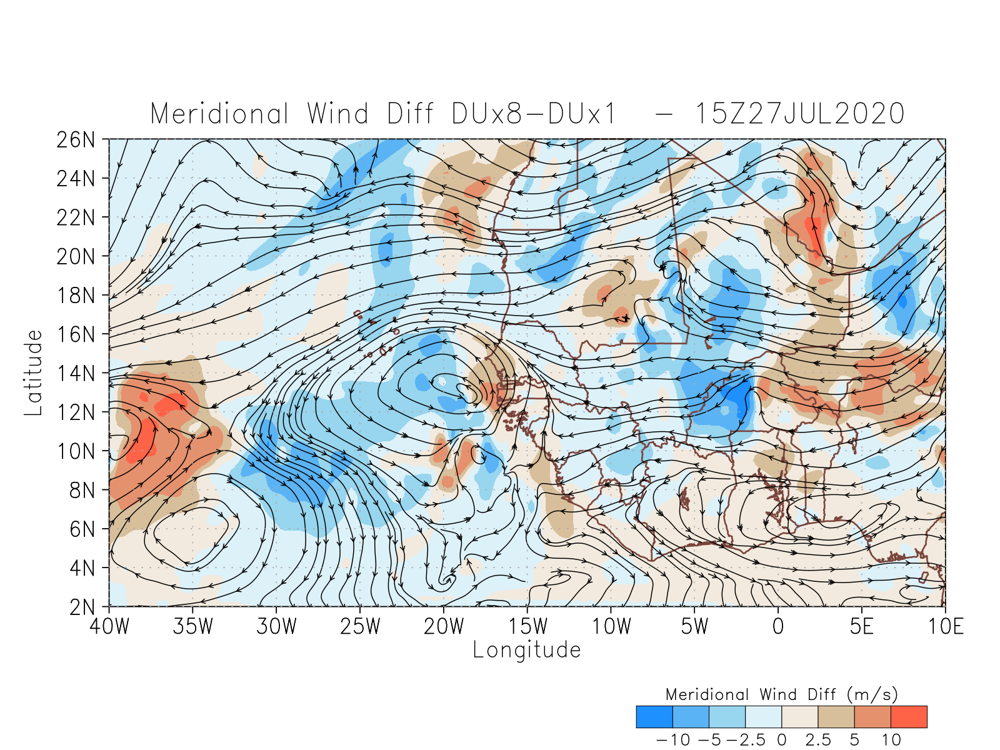 Meridional Wind Diff DUx8-DUx1 - 15Z27JUL2020
26N
24N
22N
20N
18N
16N
14N
12N
10N
8N
6N
4N
2N
Latitude
40W 35W 30W 25W 20W 15W 10W 5W 0 5E 10E
Longitude
Meridional Wind Diff (m/s)
-10 -5 -2.5 0 2.5 5 10